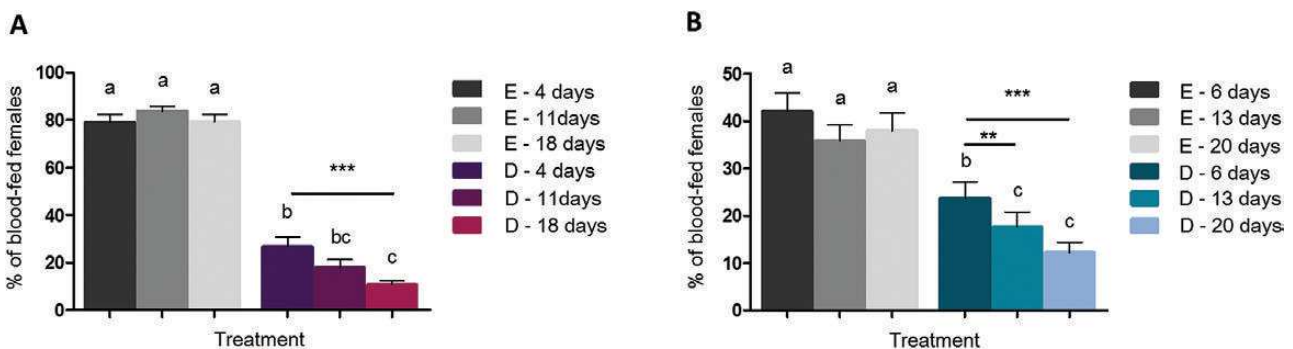 A
% of blood-fed females
100
80
60
40
20
0
a
a
a
b
bc
c
***
Treatment
E - 4 days
E - 11days
E - 18 days
D - 4 days
D - 11days
D - 18 days
B
% of blood-fed females
50
40
30
20
10
0
a
a
a
b
c
c
**
***
Treatment
E - 6 days
E - 13 days
E - 20 days
D - 6 days
D - 13 days
D - 20 days